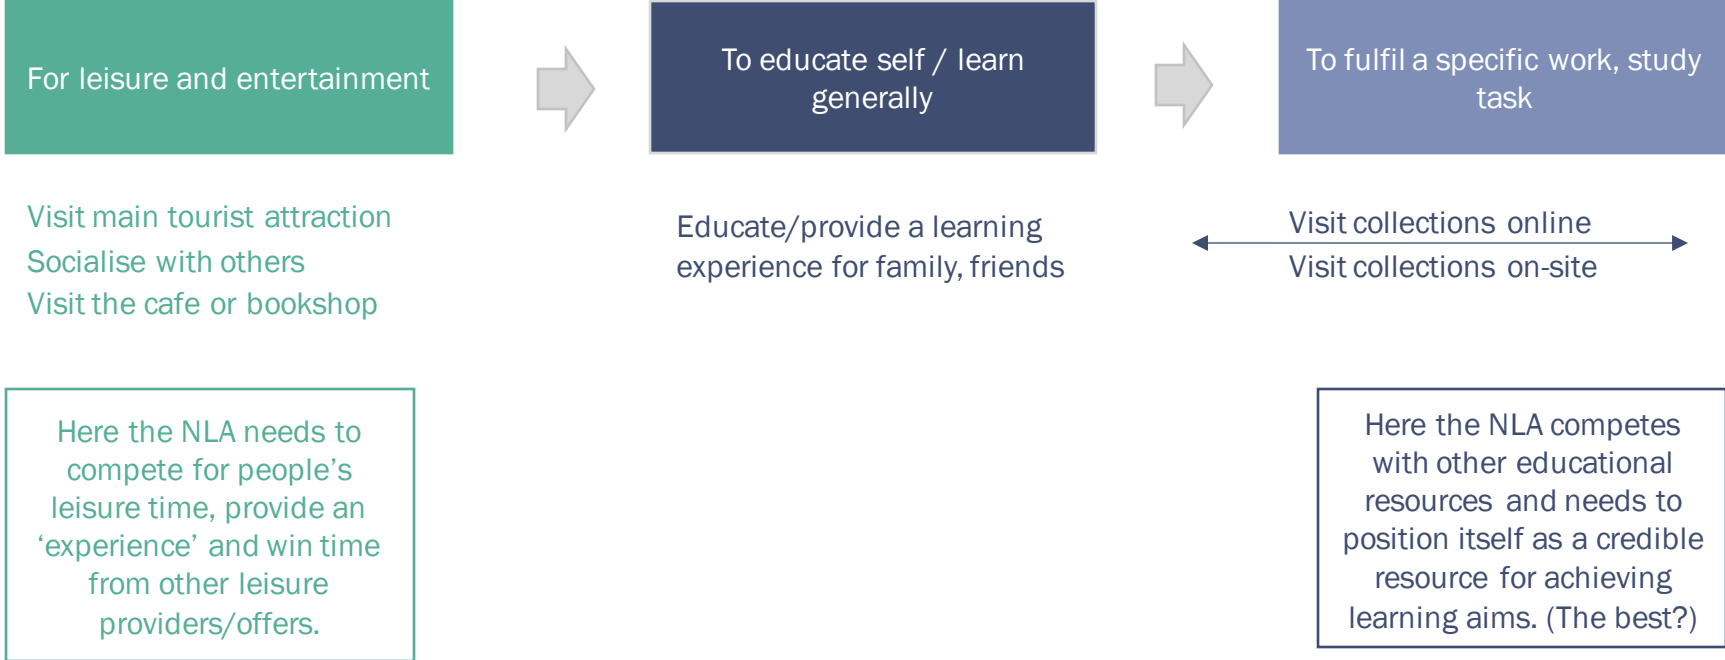 For leisure and entertainment
To educate self / learn
generally
To fulfil a specific work, study
task
Visit main tourist attraction
Socialise with others
Visit the cafe or bookshop
Educate/provide a learning
experience for family, friends
Visit collections online
Visit collections on-site
Here the NLA needs to
compete for people’s
leisure time, provide an
‘experience’ and win time
from other leisure
providers/offers.
Here the NLA competes
with other educational
resources and needs to
position itself as a credible
resource for achieving
learning aims. (The best?)